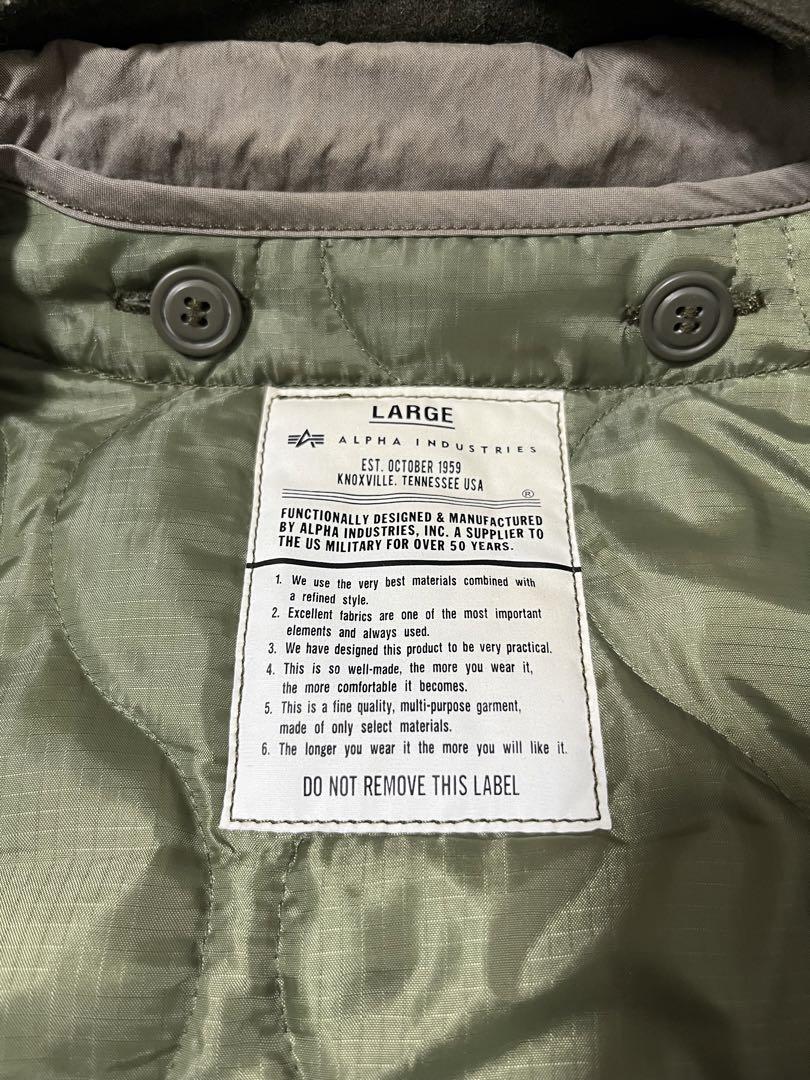 LARGE
ALPHA INDUSTRIES
EST. OCTOBER 1959
KNOXVILLE. TENNESSEE USA
®
FUNCTIONALLY DESIGNED & MANUFACTURED
BY ALPHA INDUSTRIES, INC. A SUPPLIER TO
THE US MILITARY FOR OVER 50 YEARS.
1. We use the very best materials combined with
a refined style.
2. Excellent fabrics are one of the most important
elements and always used.
3. We have designed this product to be very practical.
4. This is so well-made, the more you wear it,
the more comfortable it becomes.
5. This is a fine quality, multi-purpose garment,
made of only select materials.
6. The longer you wear it the more you will like it.
DO NOT REMOVE THIS LABEL